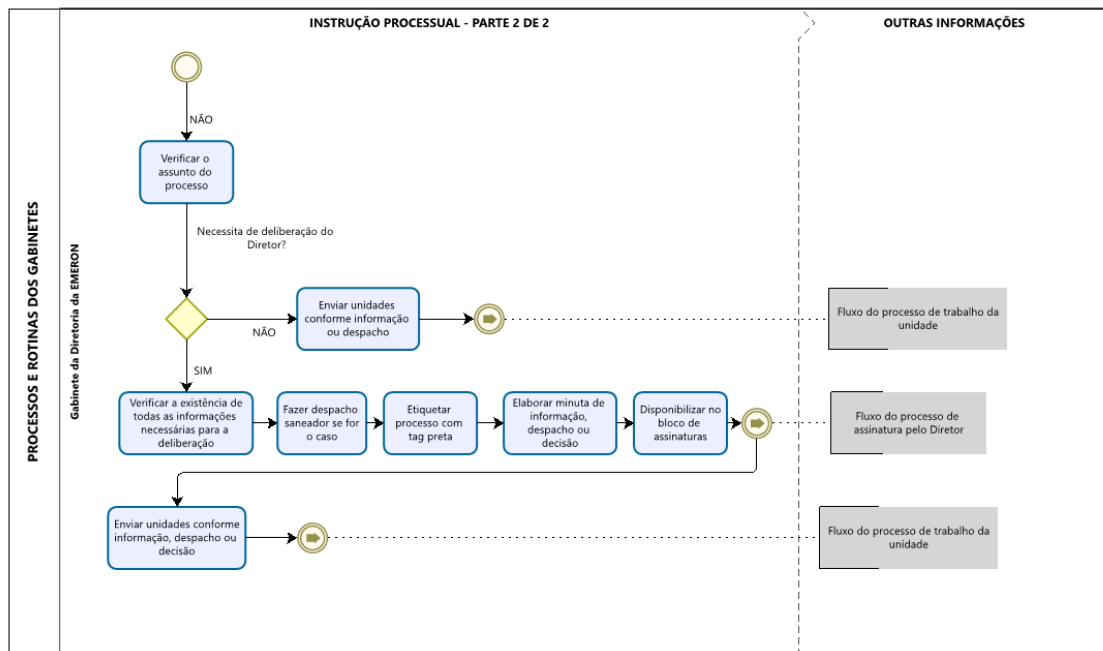 INSTRUÇÃO PROCESSUAL - PARTE 2 DE 2
OUTRAS INFORMAÇÕES
PROCESSOS E ROTINAS DOS GABINETES
Gabinete da Diretoria da EMERON
NÃO
Verificar o
assunto do
processo
Necessita de deliberação do
Diretor?
Enviar unidades
conforme informação
ou despacho
NÃO
Fluxo do processo de trabalho da
unidade
SIM
Verificar a existência de
todas as informações
necessárias para a
deliberação
Fazer despacho
saneador se for
o caso
Etiquetar
processo com
tag preta
Elaborar minuta de
informação,
despacho ou
decisão
Disponibilizar no
bloco de
assinaturas
Fluxo do processo de
assinatura pelo Diretor
Enviar unidades conforme
informação, despacho ou
decisão
Fluxo do processo de trabalho da
unidade